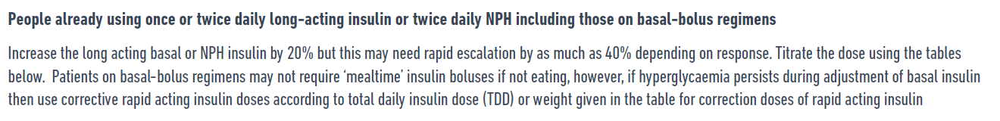 People already using once or twice daily long-acting insulin or twice daily NPH including those on basal-bolus regimens
Increase the long acting basal or NPH insulin by 20% but this may need rapid escalation by as much as 40% depending on response. Titrate the dose using the tables
below.  Patients on basal-bolus regimens may not require ‘mealtime’ insulin boluses if not eating, however, if hyperglycaemia persists during adjustment of basal insulin
then use corrective rapid acting insulin doses according to total daily insulin dose (TDD) or weight given in the table for correction doses of rapid acting insulin